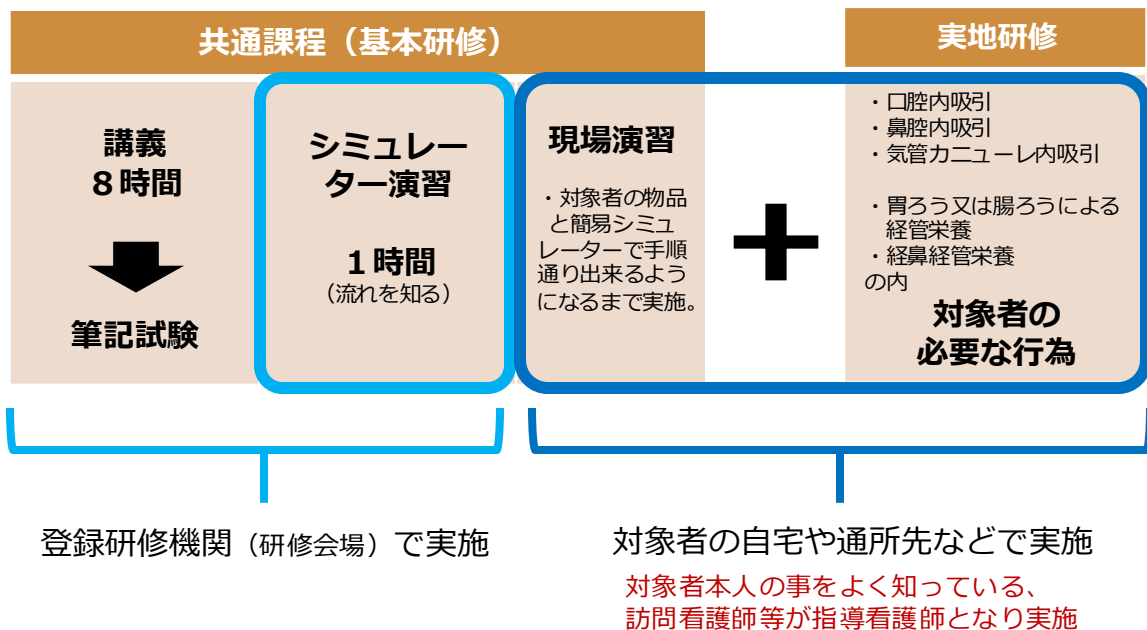 共通課程（基本研修）
実地研修
講義
８時間
筆記試験
シミュレー
ター演習
１時間
（流れを知る）
現場演習
・対象者の物品
と簡易シミュ
レーターで手順
通り出来るよう
になるまで実施。
・口腔内吸引
・鼻腔内吸引
・気管カニューレ内吸引
・胃ろう又は腸ろうによる
経管栄養
・経鼻経管栄養
の内
対象者の
必要な行為
登録研修機関（研修会場）で実施
対象者の自宅や通所先などで実施
対象者本人の事をよく知っている、
訪問看護師等が指導看護師となり実施